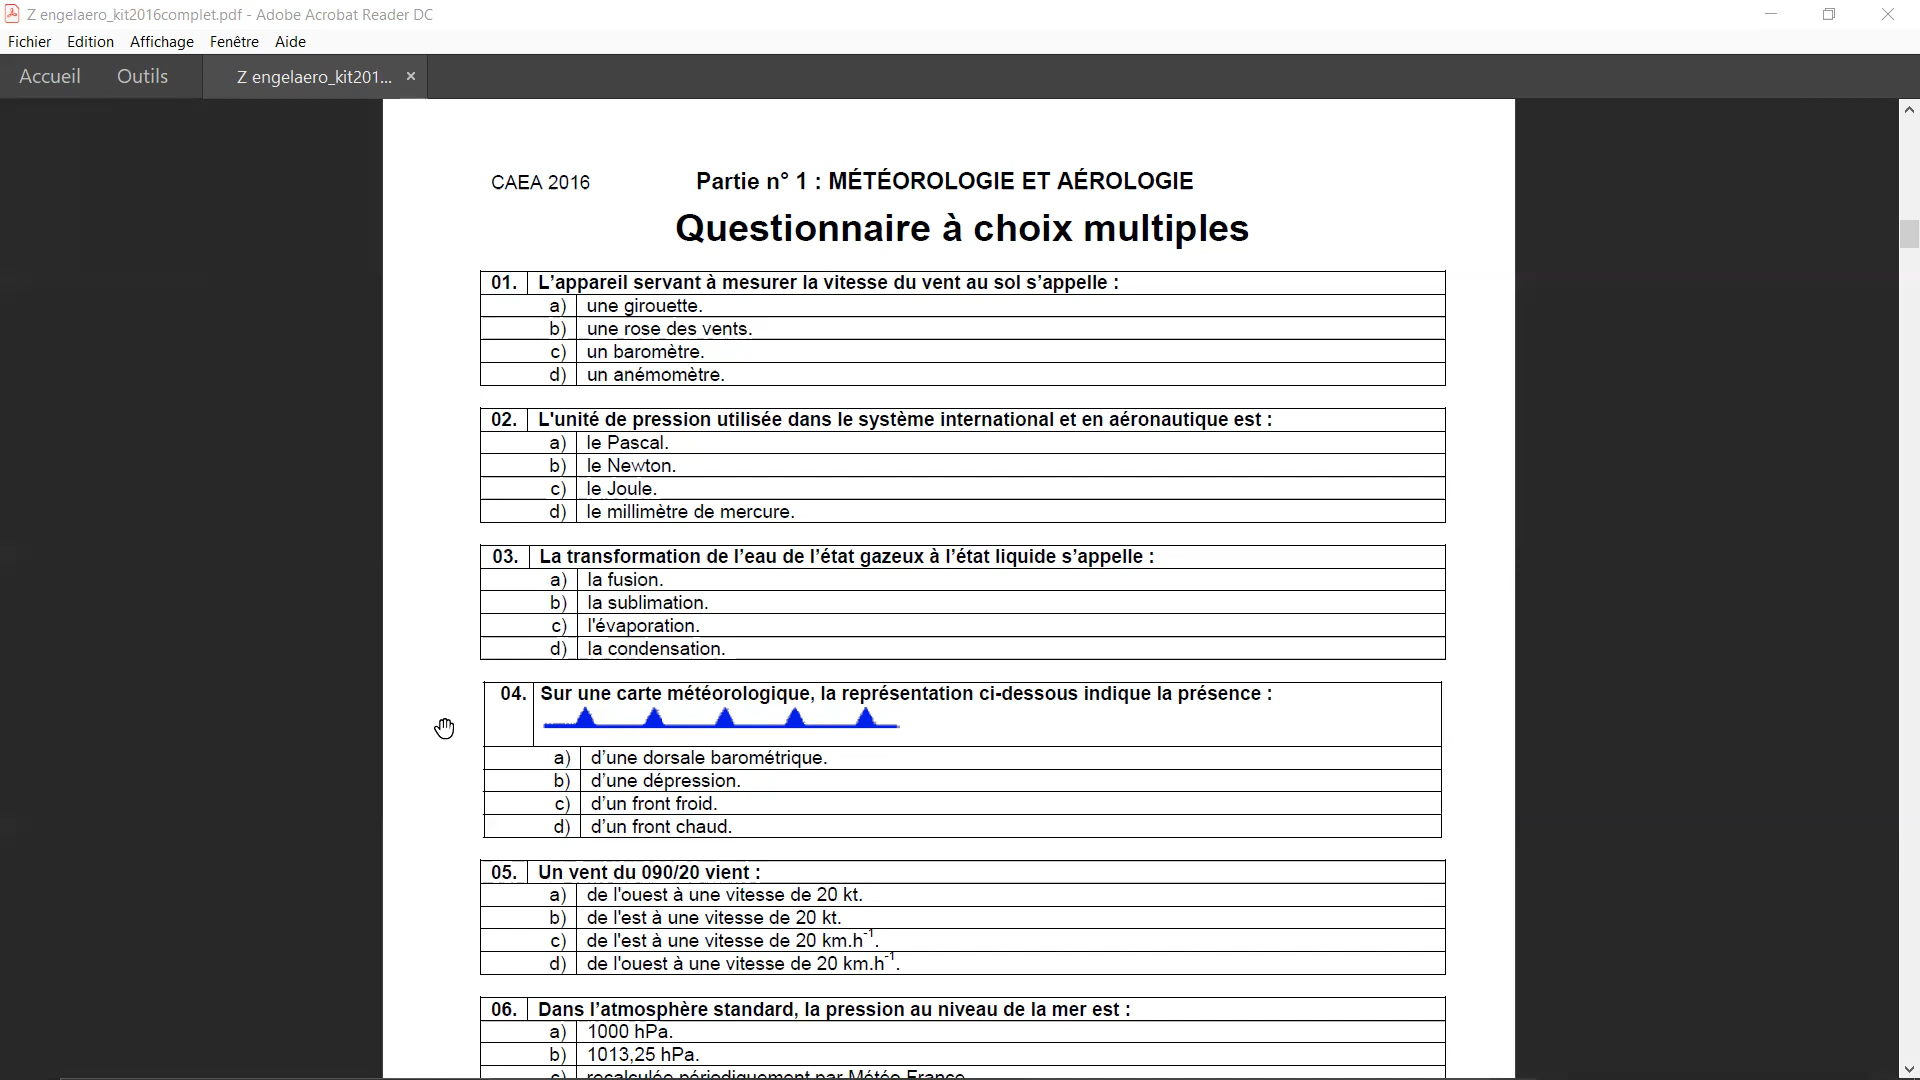 Z engelaero_kit2016complet.pdf - Adobe Acrobat Reader DC
Fichier Edition Affichage Fenêtre Aide
Accueil Outils Z engelaero_kit201... ×
CAEA 2016 Partie n° 1 : MÉTÉOROLOGIE ET AÉROLOGIE
Questionnaire à choix multiples
01. L’appareil servant à mesurer la vitesse du vent au sol s’appelle :
a) une girouette.
b) une rose des vents.
c) un baromètre.
d) un anémomètre.
02. L'unité de pression utilisée dans le système international et en aéronautique est :
a) le Pascal.
b) le Newton.
c) le Joule.
d) le millimètre de mercure.
03. La transformation de l’eau de l’état gazeux à l’état liquide s’appelle :
a) la fusion.
b) la sublimation.
c) l'évaporation.
d) la condensation.
04. Sur une carte météorologique, la représentation ci-dessous indique la présence :
a) d’une dorsale barométrique.
b) d’une dépression.
c) d’un front froid.
d) d’un front chaud.
05. Un vent du 090/20 vient :
a) de l'ouest à une vitesse de 20 kt.
b) de l'est à une vitesse de 20 kt.
c) de l'est à une vitesse de 20 km.h⁻¹.
d) de l'ouest à une vitesse de 20 km.h⁻¹.
06. Dans l’atmosphère standard, la pression au niveau de la mer est :
a) 1000 hPa.
b) 1013,25 hPa.
c) recalculée périodiquement par Météo France